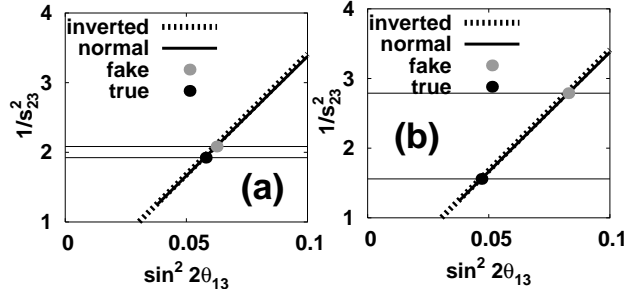 4
inverted
normal
fake
true
3
2
1
1/s²₂₃
(a)
0
0.05
0.1
sin² 2θ₁₃
4
inverted
normal
fake
true
3
2
1
1/s²₂₃
(b)
0
0.05
0.1
sin² 2θ₁₃